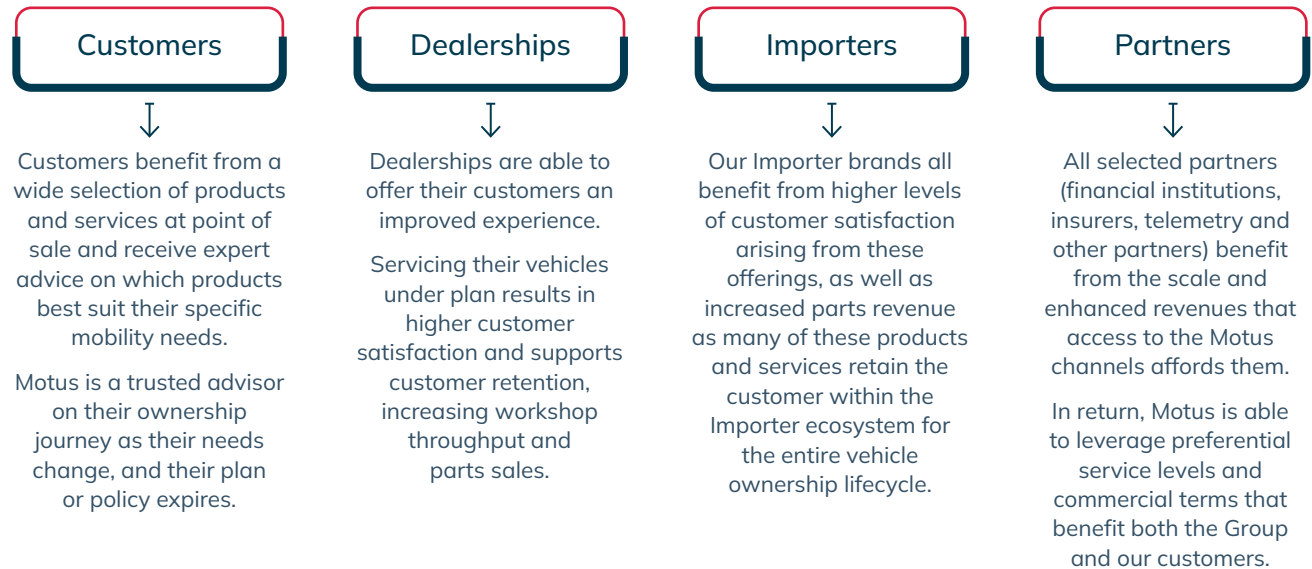 Customers
Customers benefit from a
wide selection of products
and services at point of
sale and receive expert
advice on which products
best suit their specific
mobility needs.
Motus is a trusted advisor
on their ownership
journey as their needs
change, and their plan
or policy expires.
Dealerships
Dealerships are able to
offer their customers an
improved experience.
Servicing their vehicles
under plan results in
higher customer
satisfaction and supports
customer retention,
increasing workshop
throughput and
parts sales.
Importers
Our Importer brands all
benefit from higher levels
of customer satisfaction
arising from these
offerings, as well as
increased parts revenue
as many of these products
and services retain the
customer within the
Importer ecosystem for
the entire vehicle
ownership lifecycle.
Partners
All selected partners
(financial institutions,
insurers, telemetry and
other partners) benefit
from the scale and
enhanced revenues that
access to the Motus
channels affords them.
In return, Motus is able
to leverage preferential
service levels and
commercial terms that
benefit both the Group
and our customers.